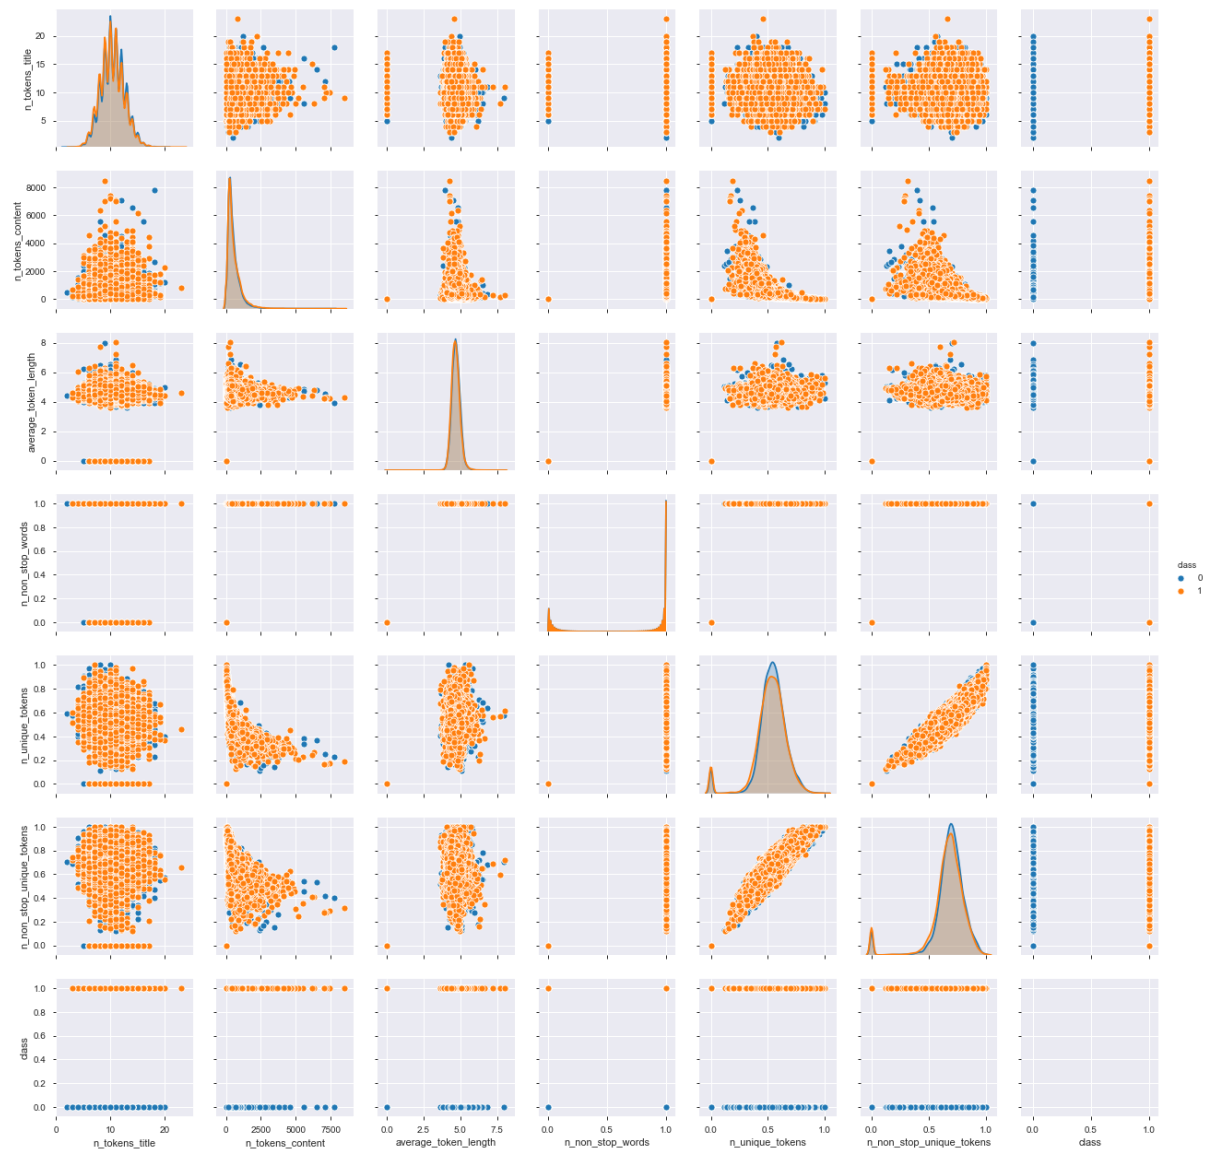 n_tokens_title
20
15
10
5
n_tokens_content
8000
6000
4000
2000
0
average_token_length
8
6
4
2
0
n_non_stop_words
1.0
0.8
0.6
0.4
0.2
0.0
class
0
1
n_unique_tokens
1.0
0.8
0.6
0.4
0.2
0.0
n_non_stop_unique_tokens
1.0
0.8
0.6
0.4
0.2
0.0
class
1.0
0.8
0.6
0.4
0.2
0.0
0 10 20
0 2500 5000 7500
0.0 2.5 5.0 7.5
0.0 0.5 1.0
0.0 0.5 1.0
0.0 0.5 1.0
0.0 0.5 1.0
n_tokens_title
n_tokens_content
average_token_length
n_non_stop_words
n_unique_tokens
n_non_stop_unique_tokens
class